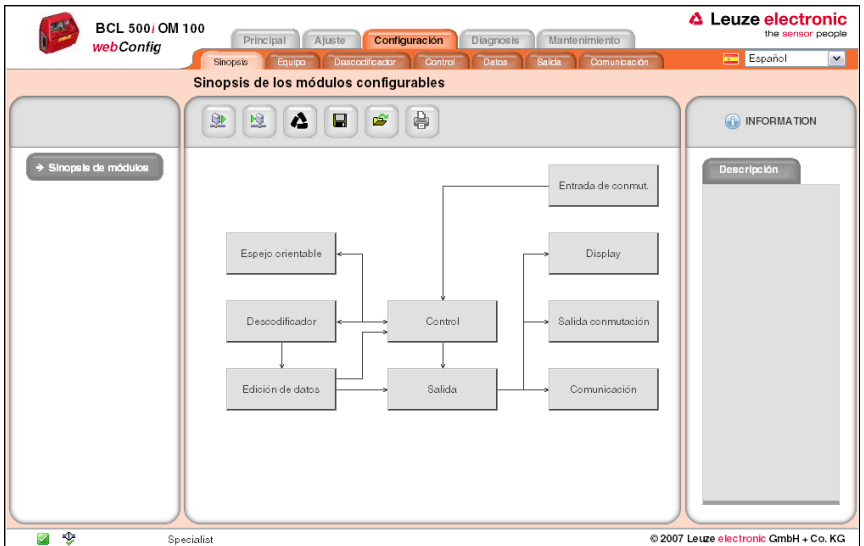 BCL 500i OM 100
webConfig
Principal
Ajuste
Configuración
Diagnosis
Mantenimiento
Leuze electronic
the sensor people
Sinopsis
Equipo
Descodificador
Control
Datos
Salida
Comunicación
Español
Sinopsis de los módulos configurables
INFORMATION
Sinopsis de módulos
Descripción
Entrada de conmut.
Espejo orientable
Display
Descodificador
Control
Salida conmutación
Edición de datos
Salida
Comunicación
Specialist
© 2007 Leuze electronic GmbH + Co. KG